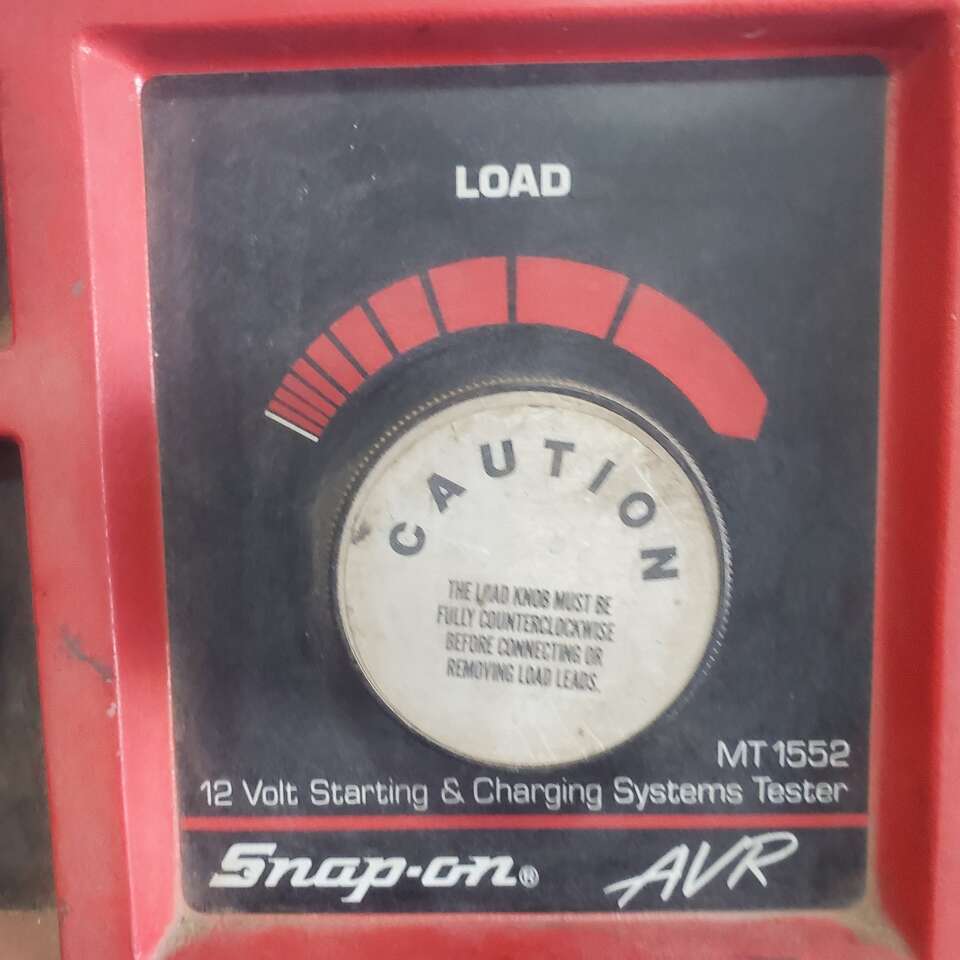 LOAD
CAUTION
THE LOAD KNOB MUST BE
FULLY COUNTERCLOCKWISE
BEFORE CONNECTING OR
REMOVING LOAD LEADS.
MT 1552
12 Volt Starting & Charging Systems Tester
Snap-on® AVR